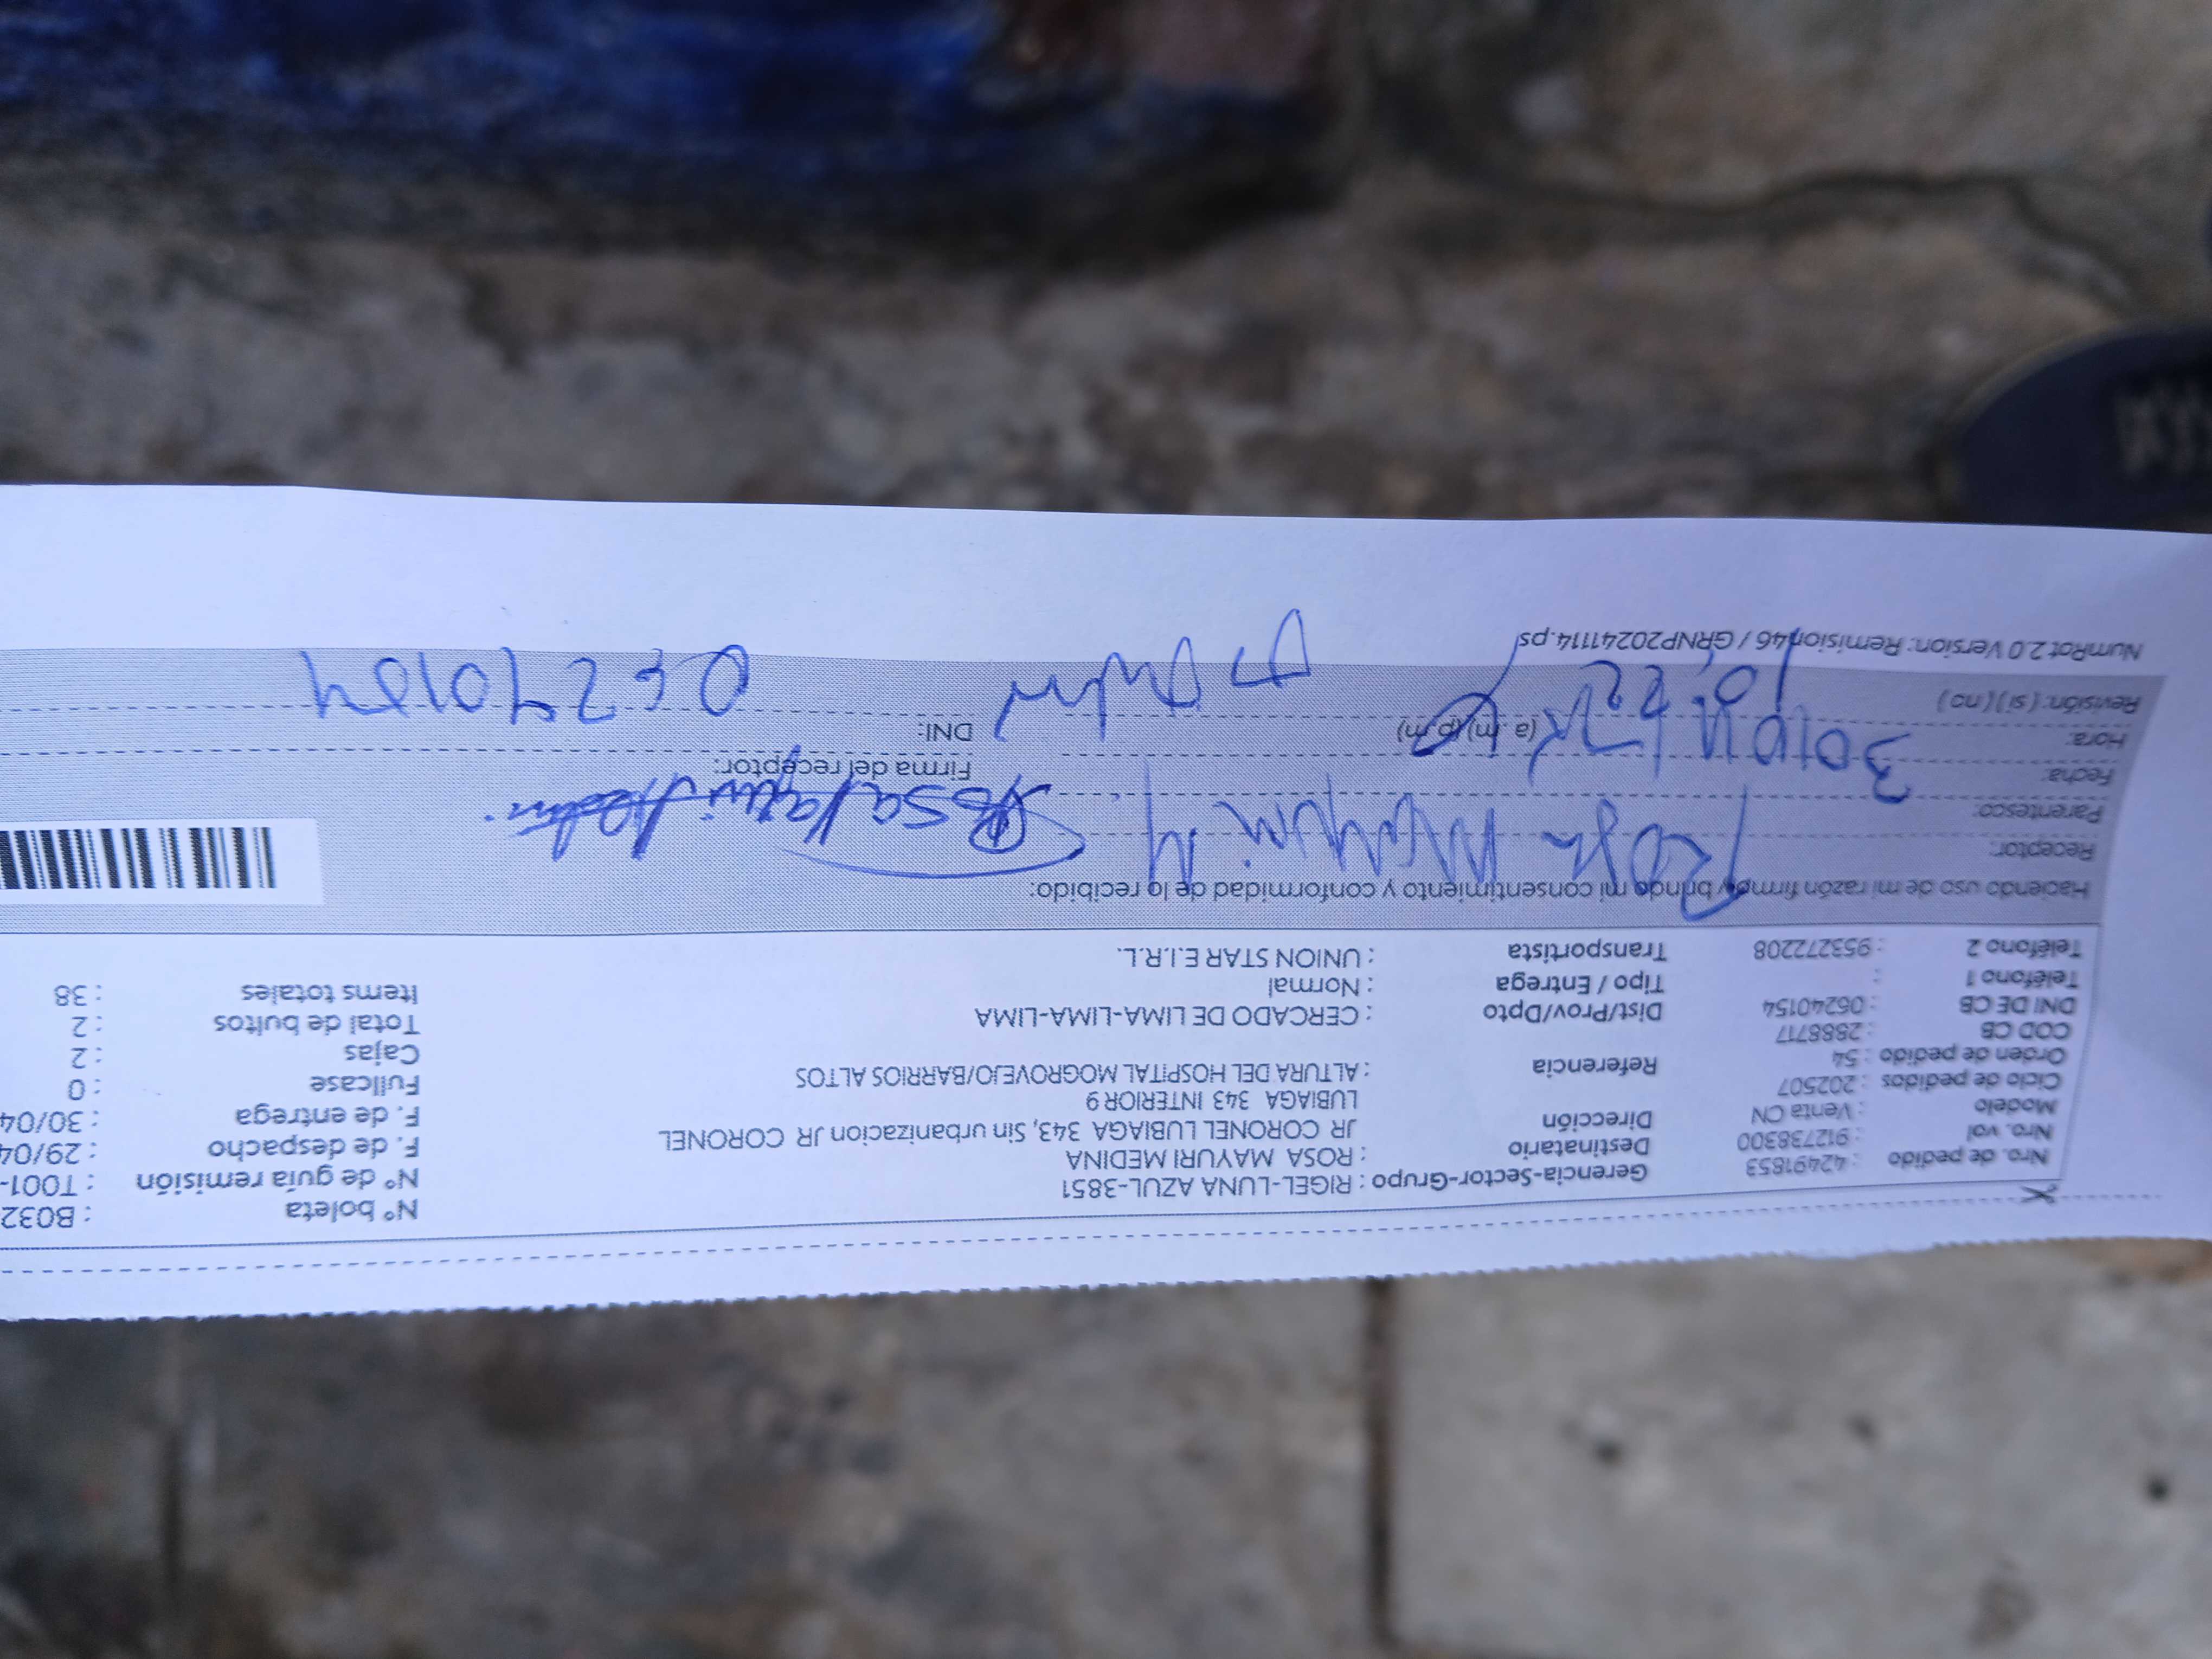 Nro. de pedido : 42491853 Gerencia-Sector-Grupo : RIGEL-LUNA AZUL-3851 N° boleta : B032
Nro. vol : 912738300 Destinatario : ROSA MAYURI MEDINA N° de guía remisión : T001-
Modelo : Venta CN Dirección JR CORONEL LUBIAGA 343, Sin urbanizacion JR CORONEL F. de despacho : 29/04
Ciclo de pedidos : 202507 LUBIAGA 343 INTERIOR 9 F. de entrega : 30/04
Orden de pedido : 54 Referencia : ALTURA DEL HOSPITAL MOGROVEJO/BARRIOS ALTOS Fullcase : 0
COD CB : 2888717 Cajas : 2
DNI DE CB : 06240154 Dist/Prov/Dpto : CERCADO DE LIMA-LIMA-LIMA Total de bultos : 2
Teléfono 1 : Tipo / Entrega : Normal Items totales : 38
Teléfono 2 : 953272208 Transportista : UNION STAR E.I.R.L.
Haciendo uso de mi razón firmo y brindo mi consentimiento y conformidad de lo recibido:
Receptor: Rosa Mayuri M
Parentesco:
Fecha: 30/04/
Firma del receptor:
Hora: (a m)(p.m) DNI: 06240154
Revisión: ( si ) ( no ) 10:22
NumRot 2.0 Version: Remision46 / GRNP20241114.ps